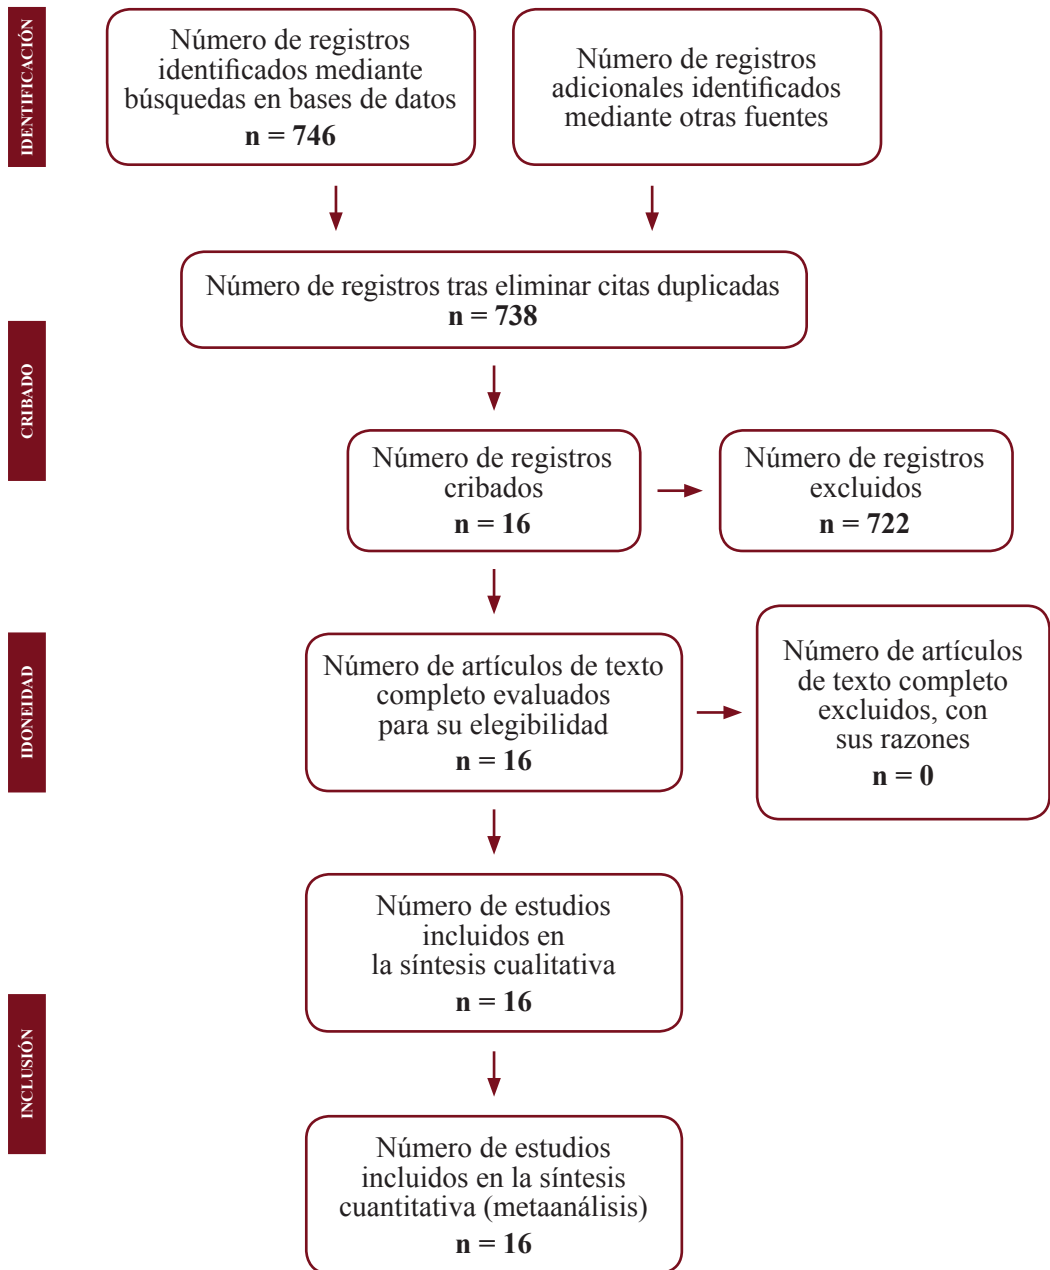 IDENTIFICACIÓN
Número de registros
identificados mediante
búsquedas en bases de datos
n = 746
Número de registros
adicionales identificados
mediante otras fuentes
Número de registros tras eliminar citas duplicadas
n = 738
CRIBADO
Número de registros
cribados
n = 16
Número de registros
excluidos
n = 722
IDONEIDAD
Número de artículos de texto
completo evaluados
para su elegibilidad
n = 16
Número de artículos
de texto completo
excluidos, con
sus razones
n = 0
Número de estudios
incluidos en
la síntesis cualitativa
n = 16
INCLUSIÓN
Número de estudios
incluidos en la síntesis
cuantitativa (metaanálisis)
n = 16